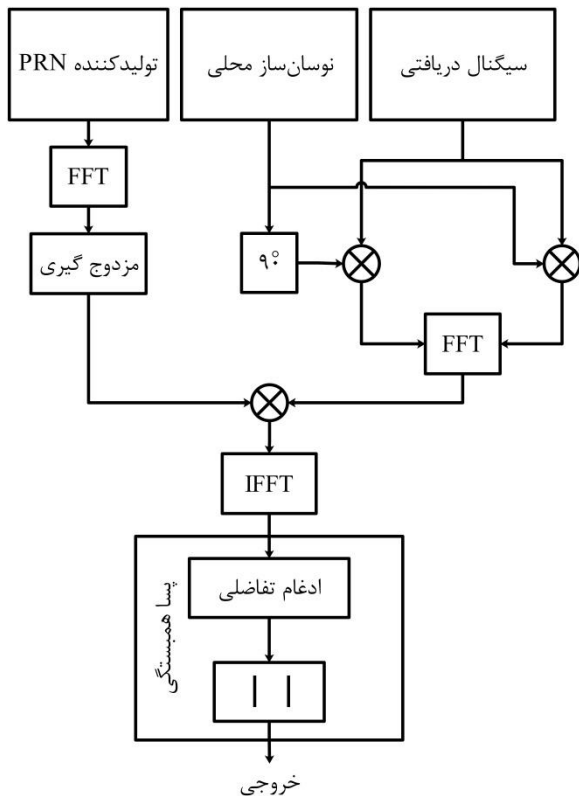 سیگنال دریافتی
نوسان‌ساز محلی
تولیدکننده PRN
FFT
مزدوج گیری
۹۰°
FFT
IFFT
پسا همبستگی
ادغام تفاضلی
| |
خروجی